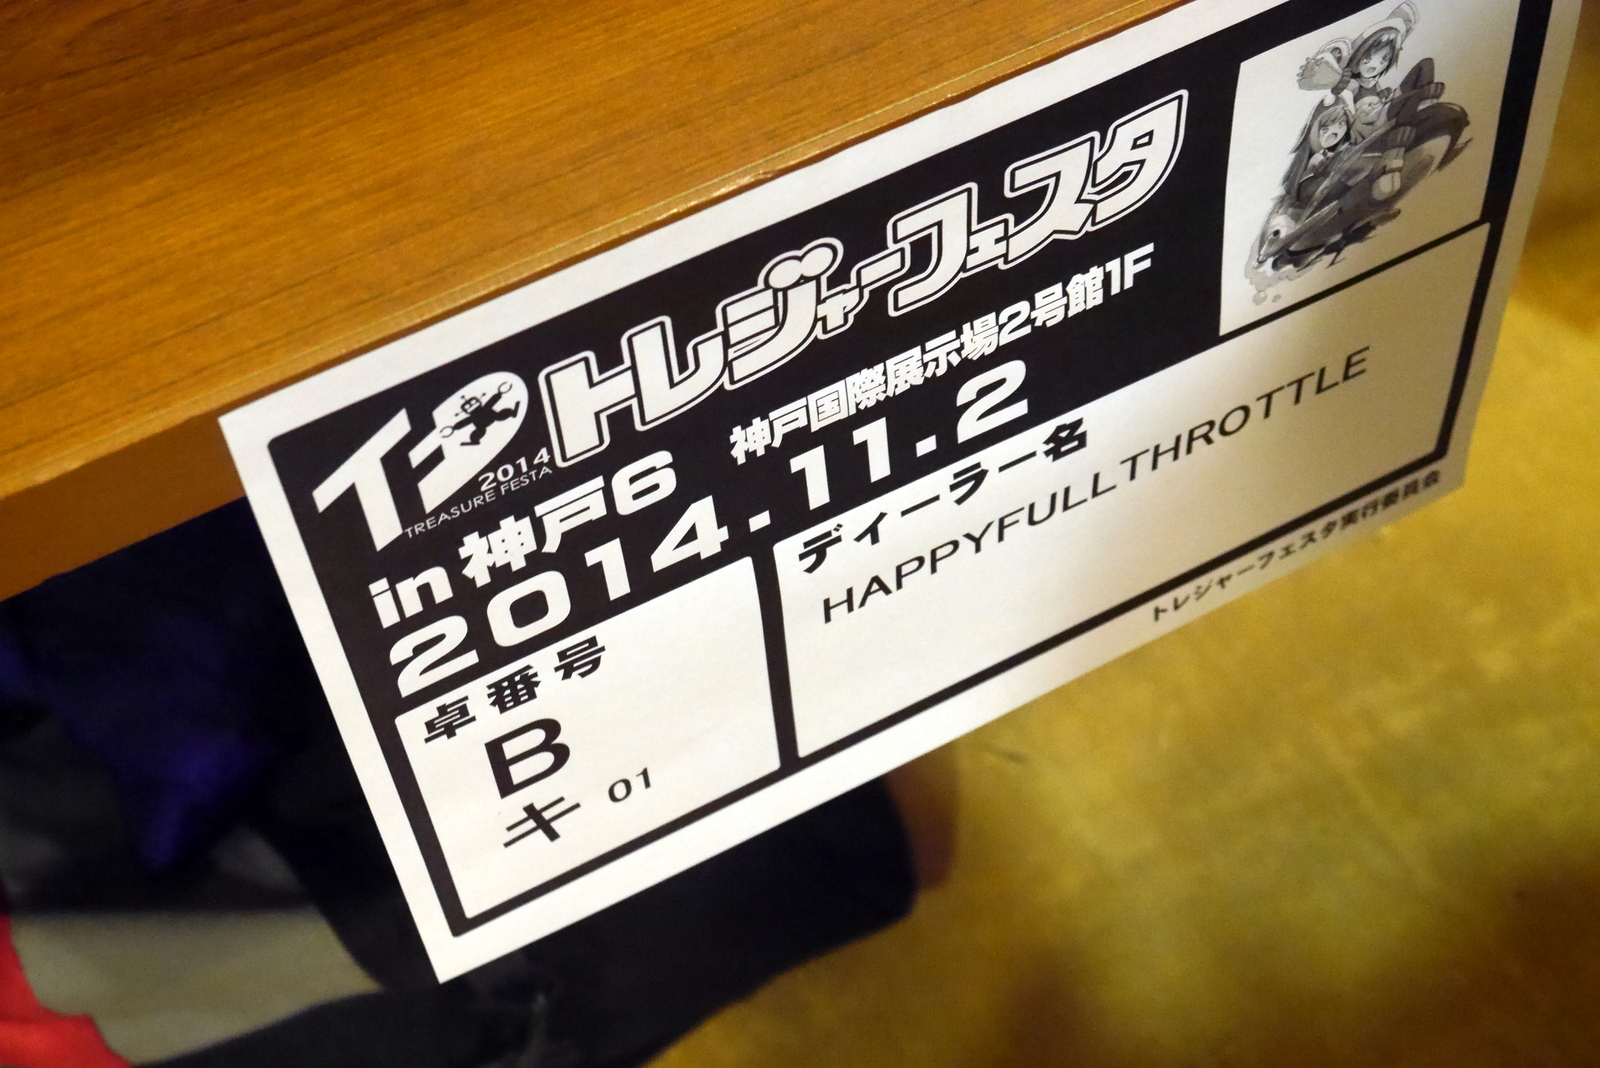 トレジャーフェスタ
2014
TREASURE FESTA
in 神戸6 神戸国際展示場2号館1F
2014.11.2
卓番号
B
キ 01
ディーラー名
HAPPYFULLTHROTTLE
トレジャーフェスタ実行委員会